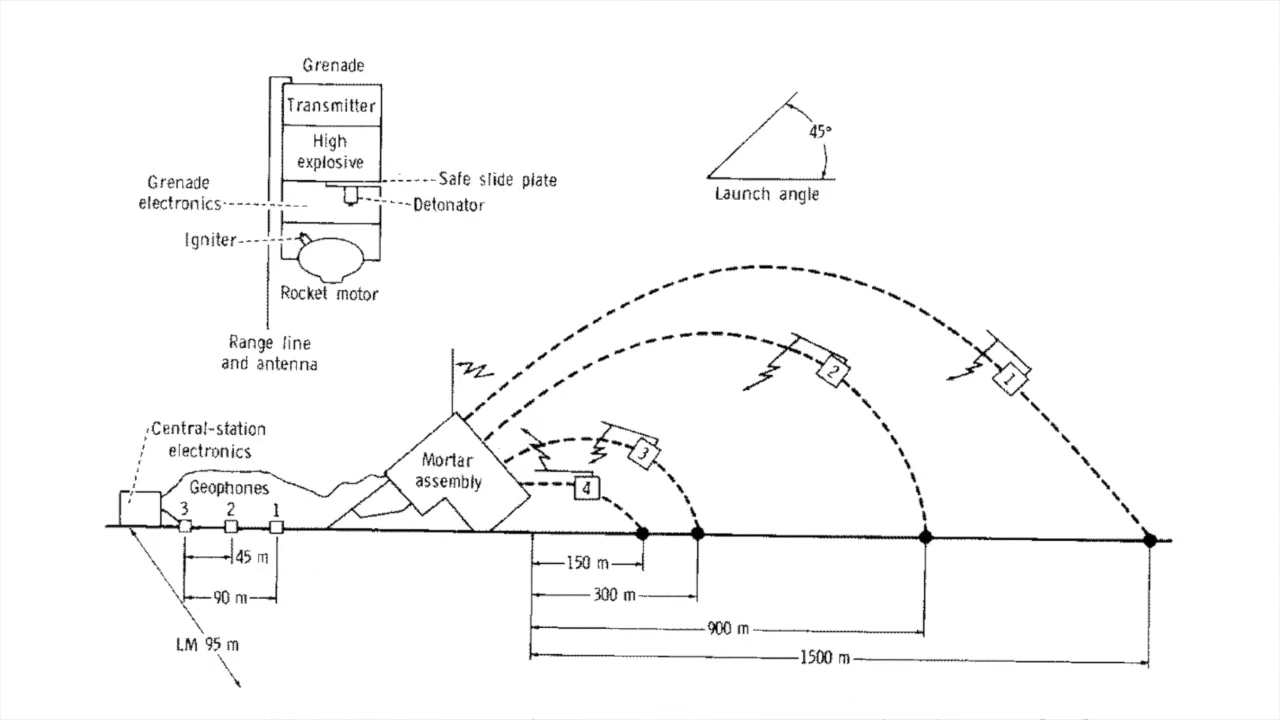 Grenade
Transmitter
High
explosive
Safe slide plate
Grenade
electronics
Detonator
Igniter
Rocket motor
Range line
and antenna
45°
Launch angle
1
2
3
4
Central-station
electronics
Mortar
assembly
Geophones
3 2 1
45 m
90 m
LM 95 m
150 m
300 m
900 m
1500 m